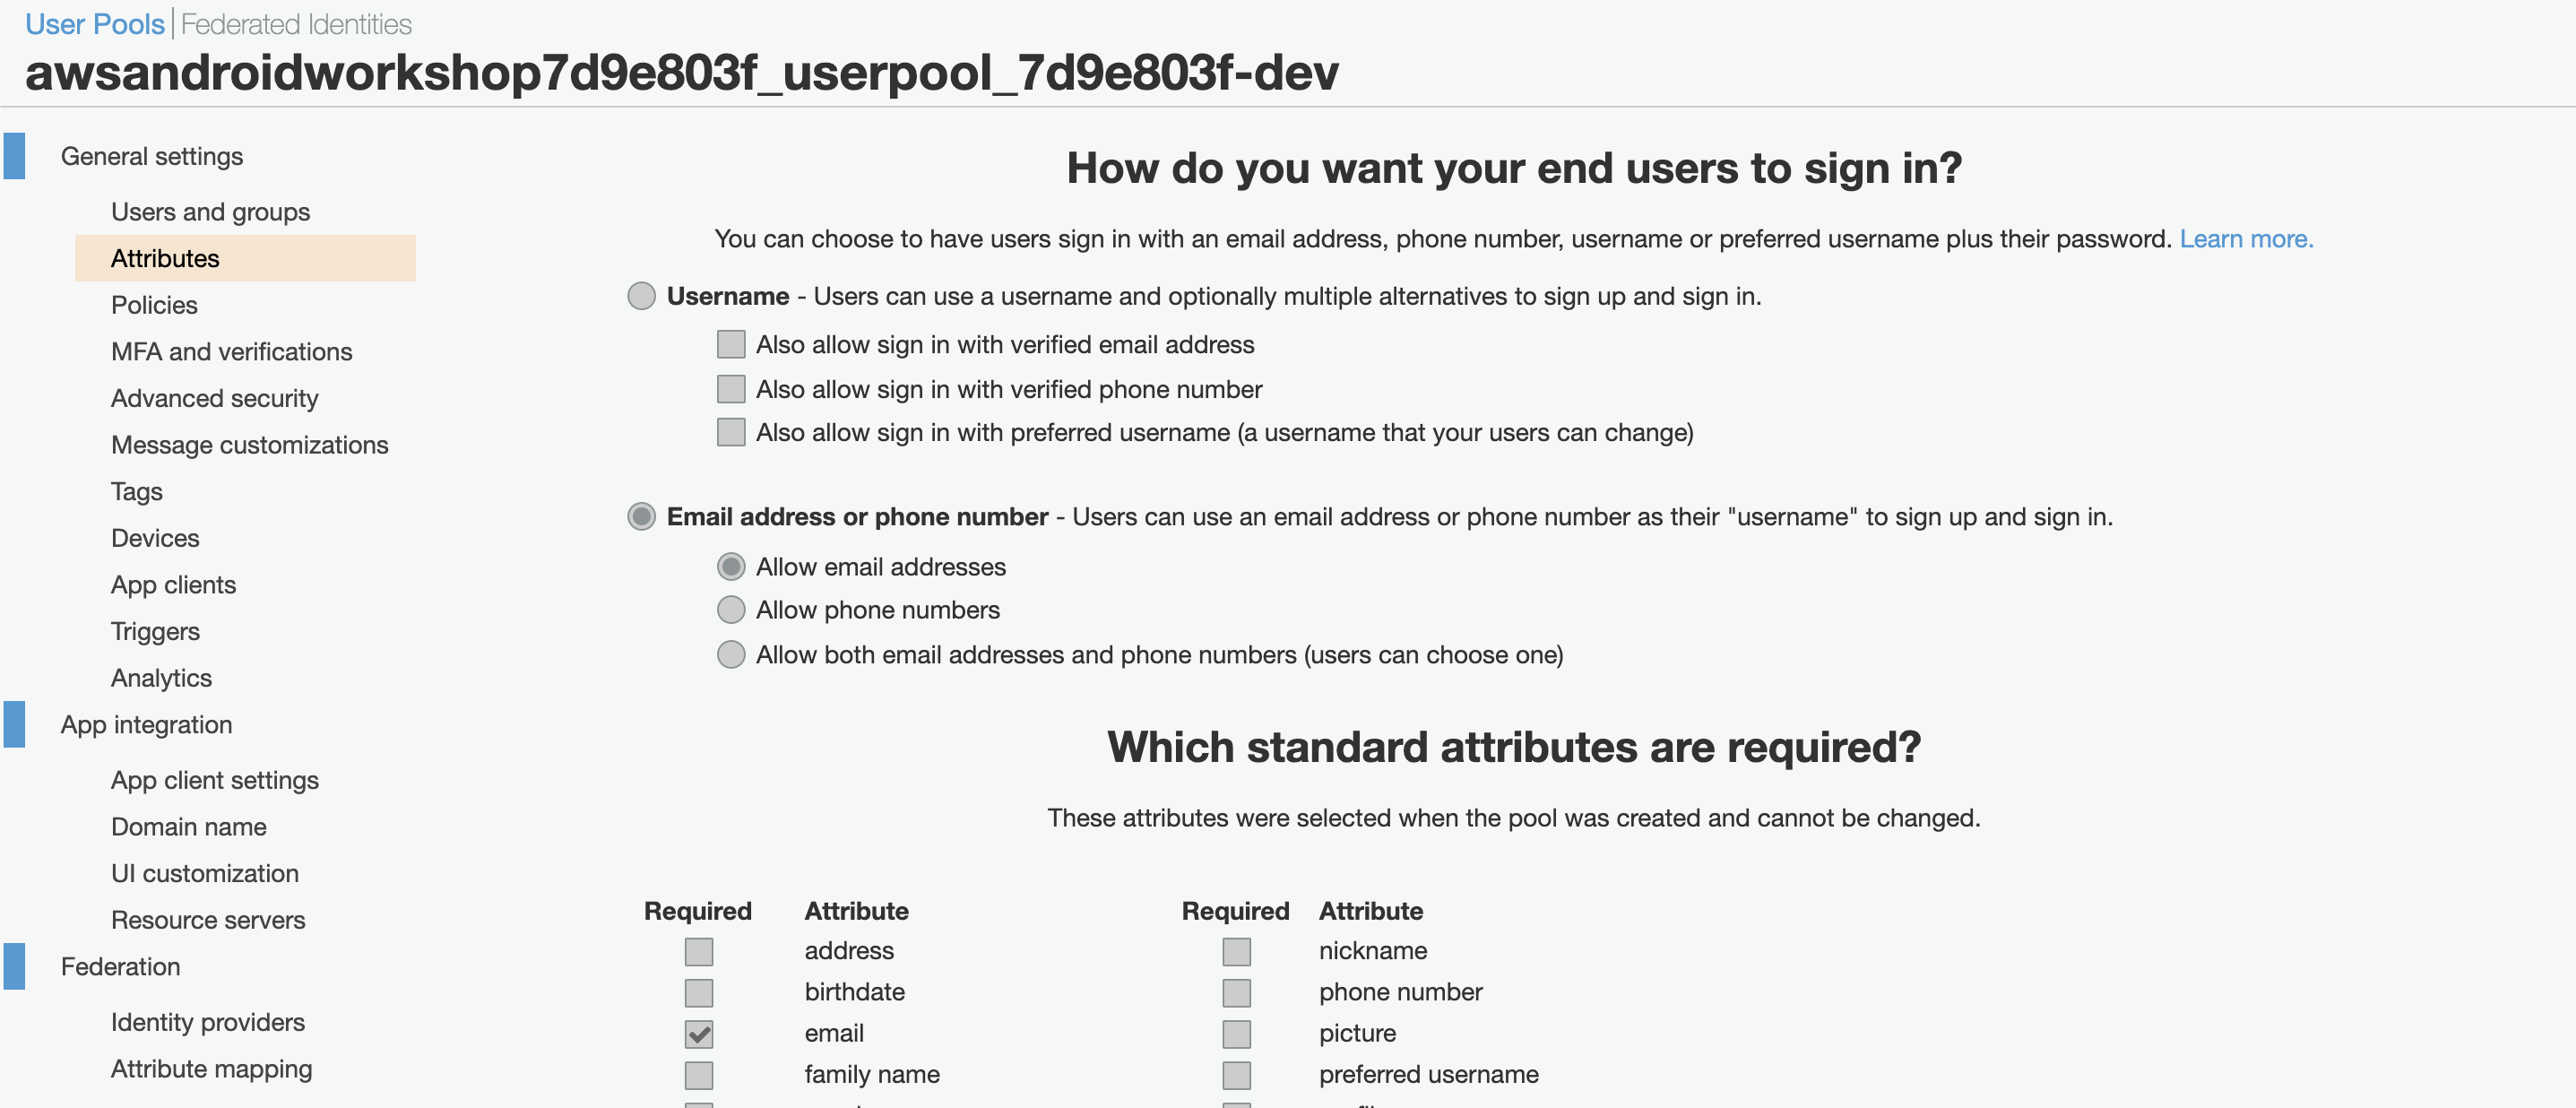 User Pools | Federated Identities
awsandroidworkshop7d9e803f_userpool_7d9e803f-dev
General settings
Users and groups
Attributes
Policies
MFA and verifications
Advanced security
Message customizations
Tags
Devices
App clients
Triggers
Analytics
App integration
App client settings
Domain name
UI customization
Resource servers
Federation
Identity providers
Attribute mapping
How do you want your end users to sign in?
You can choose to have users sign in with an email address, phone number, username or preferred username plus their password. Learn more.
Username - Users can use a username and optionally multiple alternatives to sign up and sign in.
Also allow sign in with verified email address
Also allow sign in with verified phone number
Also allow sign in with preferred username (a username that your users can change)
Email address or phone number - Users can use an email address or phone number as their "username" to sign up and sign in.
Allow email addresses
Allow phone numbers
Allow both email addresses and phone numbers (users can choose one)
Which standard attributes are required?
These attributes were selected when the pool was created and cannot be changed.
Required Attribute Required Attribute
address nickname
birthdate phone number
email picture
family name preferred username